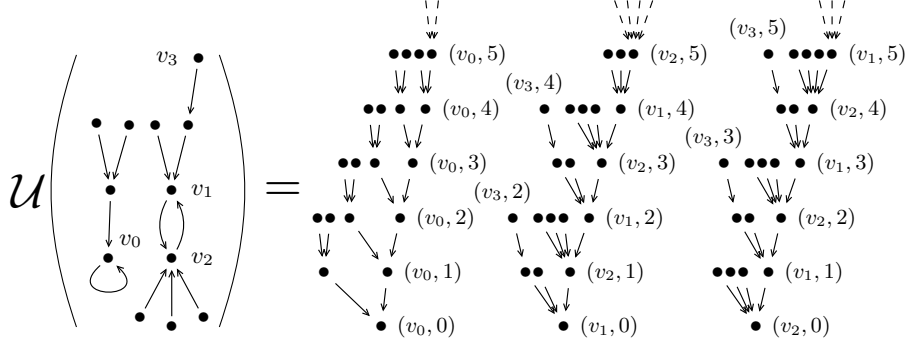 𝒰
v₃
v₁
v₀
v₂
=
(v₀, 5)
(v₂, 5)
(v₃, 5)
(v₁, 5)
(v₀, 4)
(v₃, 4)
(v₁, 4)
(v₂, 4)
(v₀, 3)
(v₂, 3)
(v₃, 3)
(v₁, 3)
(v₀, 2)
(v₃, 2)
(v₁, 2)
(v₂, 2)
(v₀, 1)
(v₂, 1)
(v₁, 1)
(v₀, 0)
(v₁, 0)
(v₂, 0)